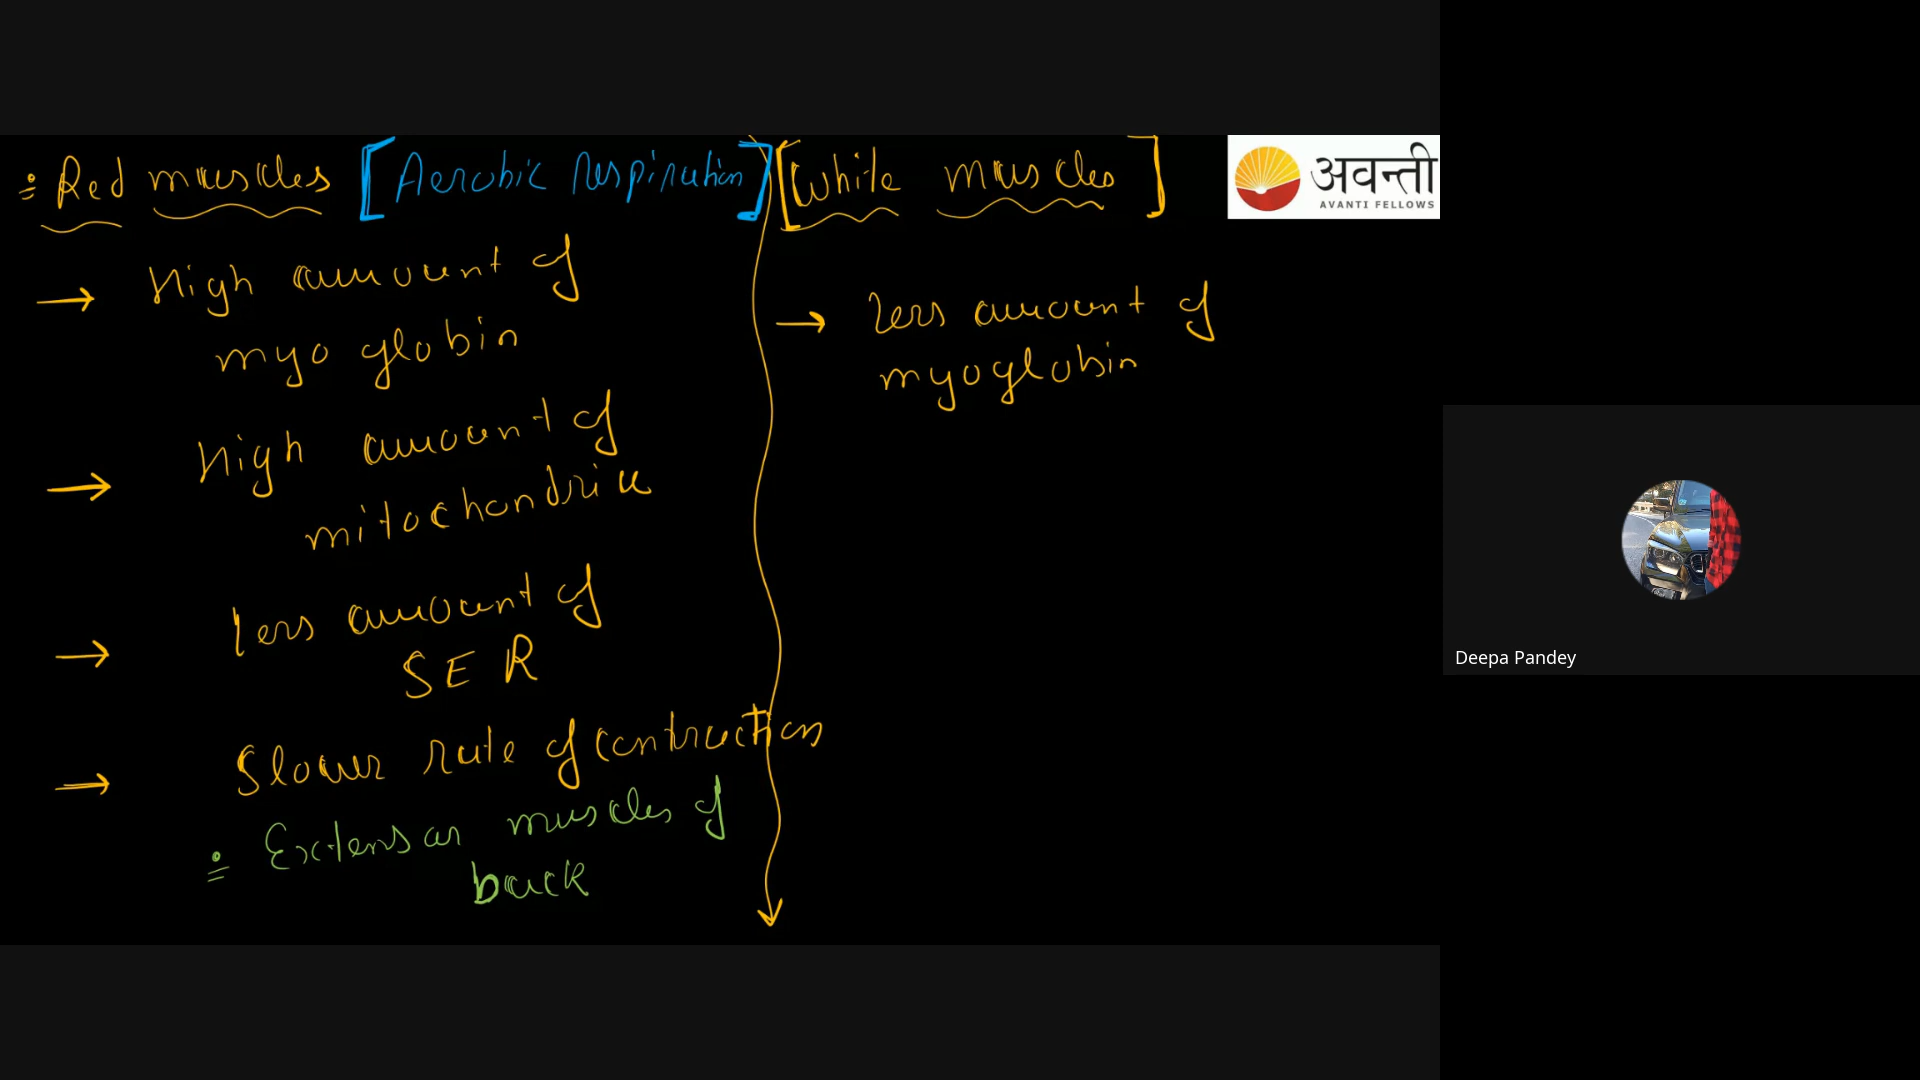 Red muscles [Aerobic Respiration] [White muscles]
अवन्ती
AVANTI FELLOWS
→ High amount of
myoglobin
→ High amount of
mitochondria
→ less amount of
SER
→ Slower rate of contraction
Extensor muscles of
back
→ less amount of
myoglobin
Deepa Pandey